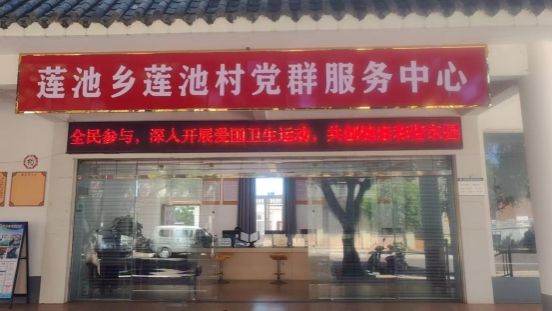 莲池乡莲池村党群服务中心
全民参与，深入开展爱国卫生运动，共创